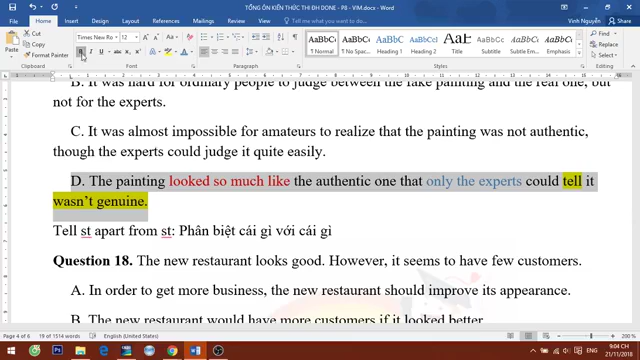 TỔNG ÔN KIẾN THỨC THI ĐH DONE - P8 - VIM.docx - Word
Vinh Nguyễn
File Home Insert Design Layout References Mailings Review View Help Tell me what you want to do Share
Paste
Cut
Copy
Format Painter
Clipboard
Times New Ro 12
Font
Paragraph
AaBbCc ¶ Normal
AaBbC Heading 1
AaBbCc Heading 2
AaB Title
AaBbCc Subtitle
AaBbCcD Emphasis
Styles
Find
Replace
Select
Editing
B. It was hard for ordinary people to judge between the fake painting and the real one, but
not for the experts.
C. It was almost impossible for amateurs to realize that the painting was not authentic,
though the experts could judge it quite easily.
D. The painting looked so much like the authentic one that only the experts could tell it
wasn’t genuine.
Tell st apart from st: Phân biệt cái gì với cái gì
Question 18. The new restaurant looks good. However, it seems to have few customers.
A. In order to get more business, the new restaurant should improve its appearance.
B. The new restaurant would have more customers if it looked better.
Page 4 of 6 19 of 1514 words English (United States) 200 %
9:04 CH
21/11/2018